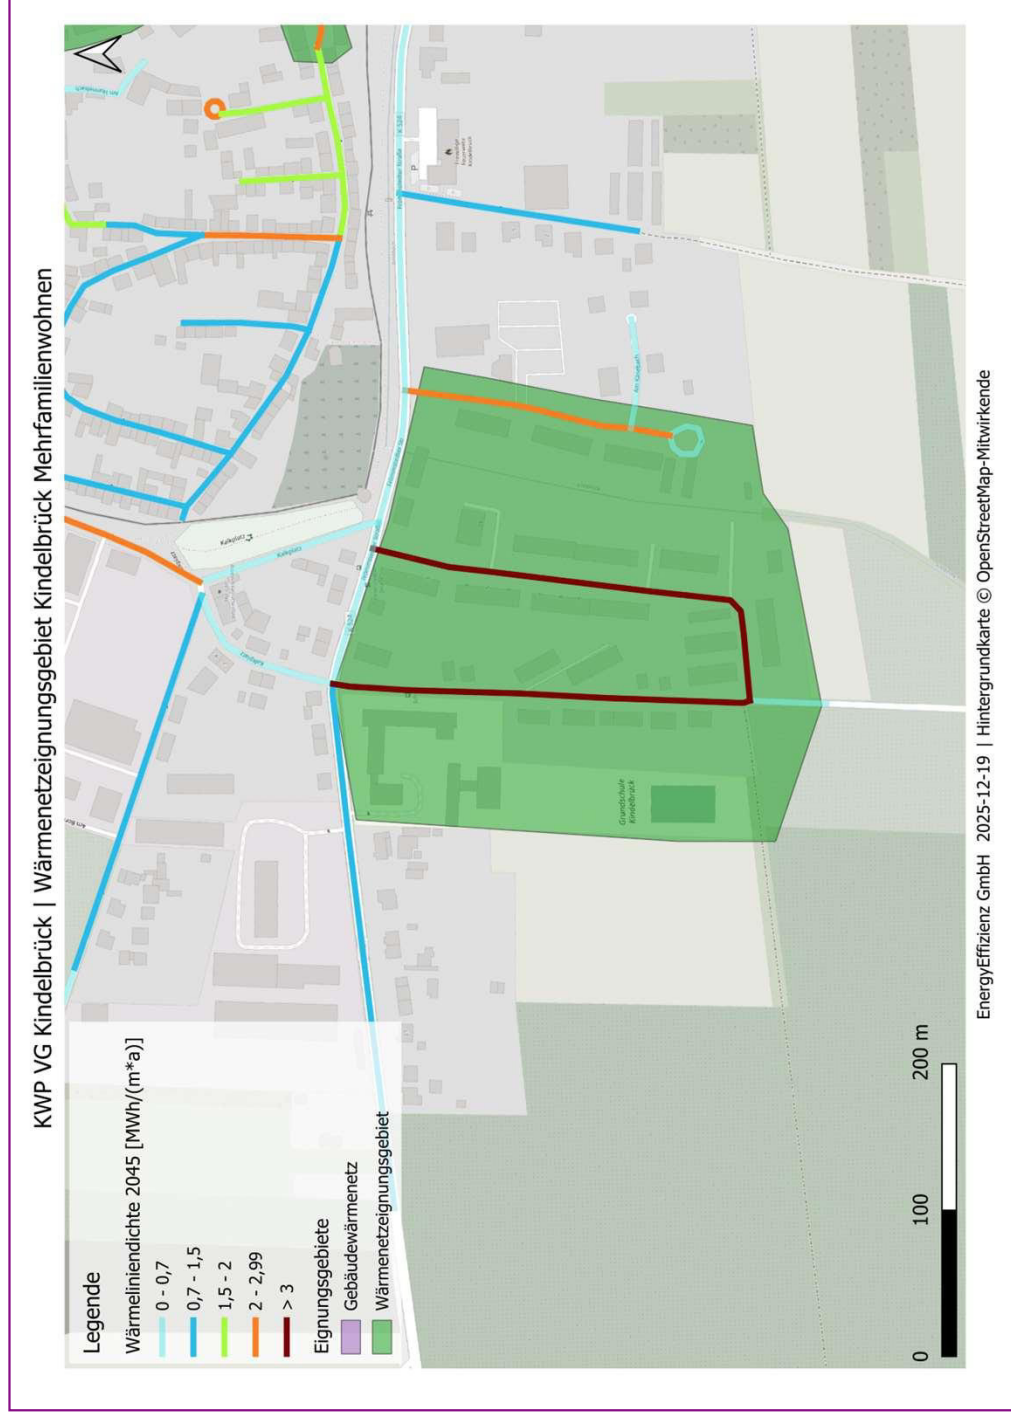 KWP VG Kindelbrück | Wärmenetzeignungsgebiet Kindelbrück Mehrfamilienwohnen
Legende
Wärmeliniendichte 2045 [MWh/(m*a)]
0 - 0,7
0,7 - 1,5
1,5 - 2
2 - 2,99
> 3
Eignungsgebiete
Gebäudewärmenetz
Wärmenetzeignungsgebiet
Kalkplatz
Kalkplatz
Kalkplatz
Grundschule
Kindelbrück
P
0 100 200 m
EnergyEffizienz GmbH 2025-12-19 | Hintergrundkarte © OpenStreetMap-Mitwirkende